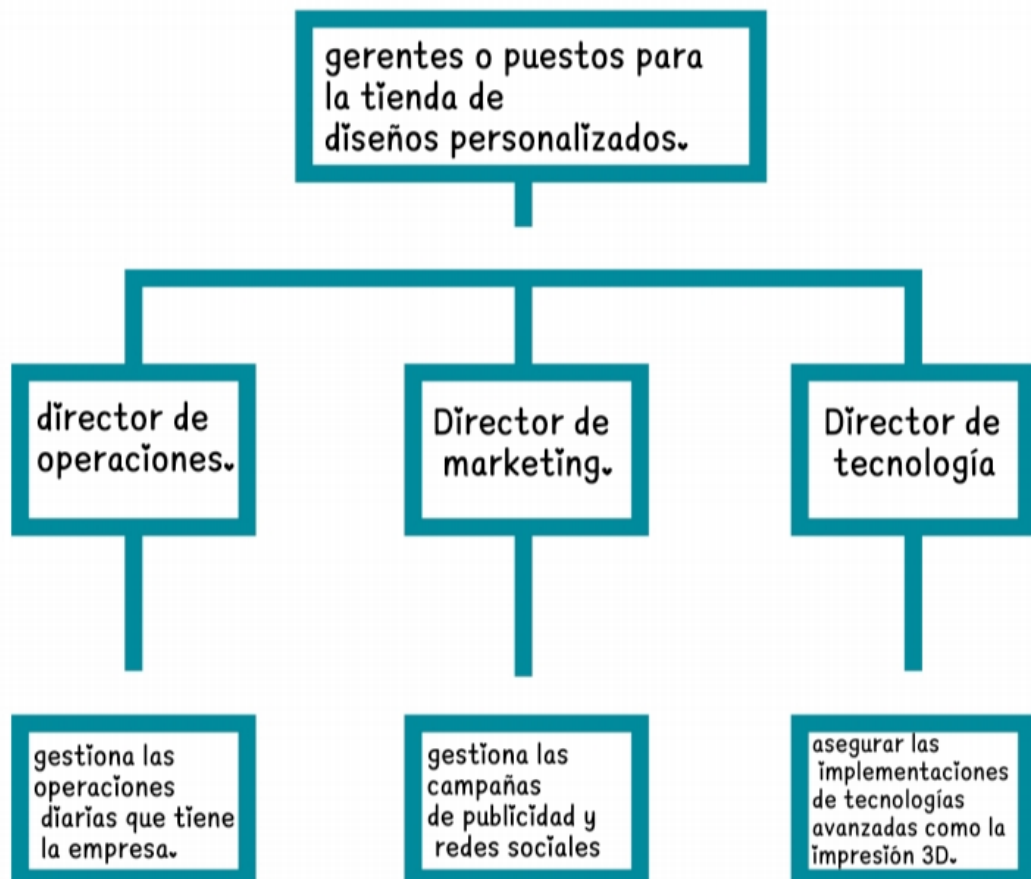 gerentes o puestos para
la tienda de
diseños personalizados.
director de
operaciones.
Director de
marketing.
Director de
tecnología
gestiona las
operaciones
diarias que tiene
la empresa.
gestiona las
campañas
de publicidad y
redes sociales
asegurar las
implementaciones
de tecnologías
avanzadas como la
impresión 3D.